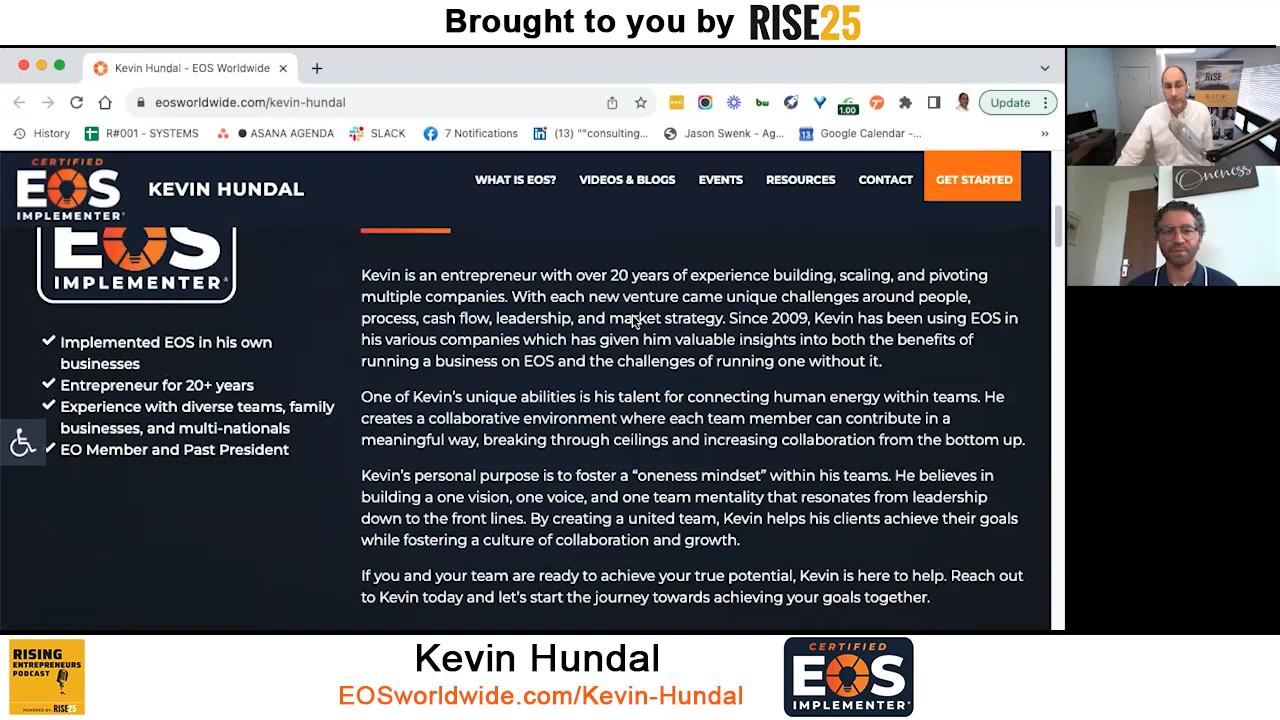 Brought to you by RISE25
Kevin Hundal - EOS Worldwide
eosworldwide.com/kevin-hundal
1.00
Update
History
R#001 - SYSTEMS
ASANA AGENDA
SLACK
7 Notifications
(13) ""consulting...
Jason Swenk - Ag...
13
Google Calendar -...
»
CERTIFIED
EOS
IMPLEMENTER
KEVIN HUNDAL
WHAT IS EOS?
VIDEOS & BLOGS
EVENTS
RESOURCES
CONTACT
GET STARTED
EOS
IMPLEMENTER®
Implemented EOS in his own
businesses
Entrepreneur for 20+ years
Experience with diverse teams, family
businesses, and multi-nationals
EO Member and Past President
Kevin is an entrepreneur with over 20 years of experience building, scaling, and pivoting
multiple companies. With each new venture came unique challenges around people,
process, cash flow, leadership, and market strategy. Since 2009, Kevin has been using EOS in
his various companies which has given him valuable insights into both the benefits of
running a business on EOS and the challenges of running one without it.
One of Kevin's unique abilities is his talent for connecting human energy within teams. He
creates a collaborative environment where each team member can contribute in a
meaningful way, breaking through ceilings and increasing collaboration from the bottom up.
Kevin's personal purpose is to foster a “oneness mindset” within his teams. He believes in
building a one vision, one voice, and one team mentality that resonates from leadership
down to the front lines. By creating a united team, Kevin helps his clients achieve their goals
while fostering a culture of collaboration and growth.
If you and your team are ready to achieve your true potential, Kevin is here to help. Reach out
to Kevin today and let's start the journey towards achieving your goals together.
RISE25
Oneness
RISING
ENTREPRENEURS
PODCAST
POWERED BY RISE25
Kevin Hundal
EOSworldwide.com/Kevin-Hundal
CERTIFIED
EOS
IMPLEMENTER®